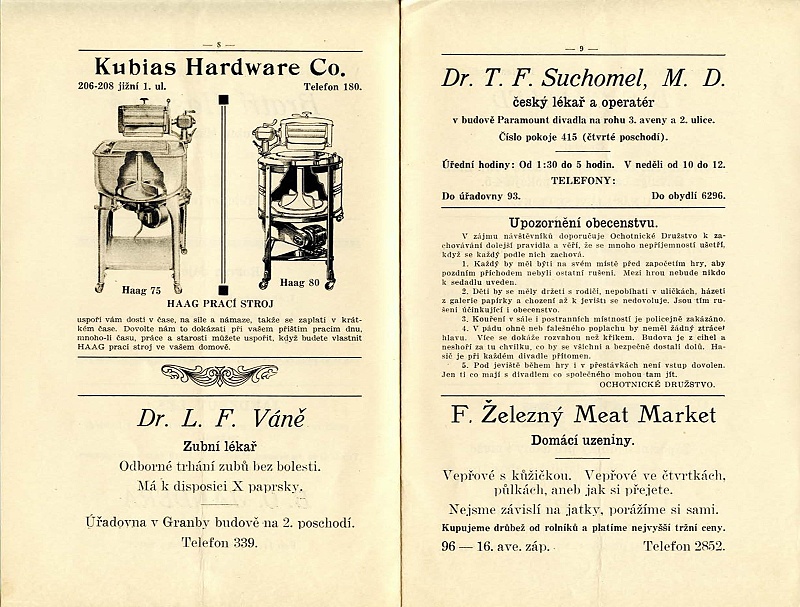 — 8 —
Kubias Hardware Co.
206-208 jižní 1. ul. Telefon 180.
Haag 75
Haag 80
HAAG PRACÍ STROJ
uspoří vám dosti v čase, na síle a námaze, takže se zaplatí v krát-
kém čase. Dovolte nám to dokázati při vašem příštím pracím dnu,
mnoho-li času, práce a starosti můžete uspořit, když budete vlastnit
HAAG prací stroj ve vašem domově.
Dr. L. F. Váně
Zubní lékař
Odborné trhání zubů bez bolesti.
Má k disposici X paprsky.
Úřadovna v Granby budově na 2. poschodí.
Telefon 339.
— 9 —
Dr. T. F. Suchomel, M. D.
český lékař a operatér
v budově Paramount divadla na rohu 3. aveny a 2. ulice.
Číslo pokoje 415 (čtvrté poschodí).
Úřední hodiny: Od 1:30 do 5 hodin. V neděli od 10 do 12.
TELEFONY:
Do úřadovny 93. Do obydlí 6296.
Upozornění obecenstvu.
V zájmu návštěvníků doporučuje Ochotnické Družstvo k za-
chovávání dolejší pravidla a věří, že se mnoho nepříjemností ušetří,
když se každý podle nich zachová.
1. Každý by měl býti na svém místě před započetím hry, aby
pozdním příchodem nebyli ostatní rušeni. Mezi hrou nebude nikdo
k sedadlu uveden.
2. Děti by se měly držeti s rodiči, nepobíhati v uličkách, házeti
z galerie papírky a chození až k jevišti se nedovoluje. Jsou tím ru-
šeni účinkující i obecenstvo.
3. Kouření v sále i postranních místností je policejně zakázáno.
4. V pádu ohně neb falešného poplachu by neměl žádný ztrácet
hlavu. Více se dokáže rozvahou než křikem. Budova je z cihel a
neshoří za tu chvilku, co by se všichni a bezpečně dostali dolů. Ha-
sič je při každém divadle přítomen.
5. Pod jeviště během hry i v přestávkách není vstup dovolen.
Jen ti co mají s divadlem co společného mohou tam jít.
OCHOTNICKÉ DRUŽSTVO.
F. Železný Meat Market
Domácí uzeniny.
Vepřové s kůžičkou. Vepřové ve čtvrtkách,
půlkách, aneb jak si přejete.
Nejsme závislí na jatky, porážíme si sami.
Kupujeme drůbež od rolníků a platíme nejvyšší tržní ceny.
96 — 16. ave. záp. Telefon 2852.